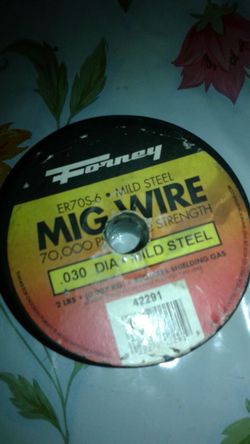 Forney
ER70S-6 • MILD STEEL
MIG WIRE
70,000 STRENGTH
.030 DIA MILD STEEL
2 LBS SHIELDING GAS
42291